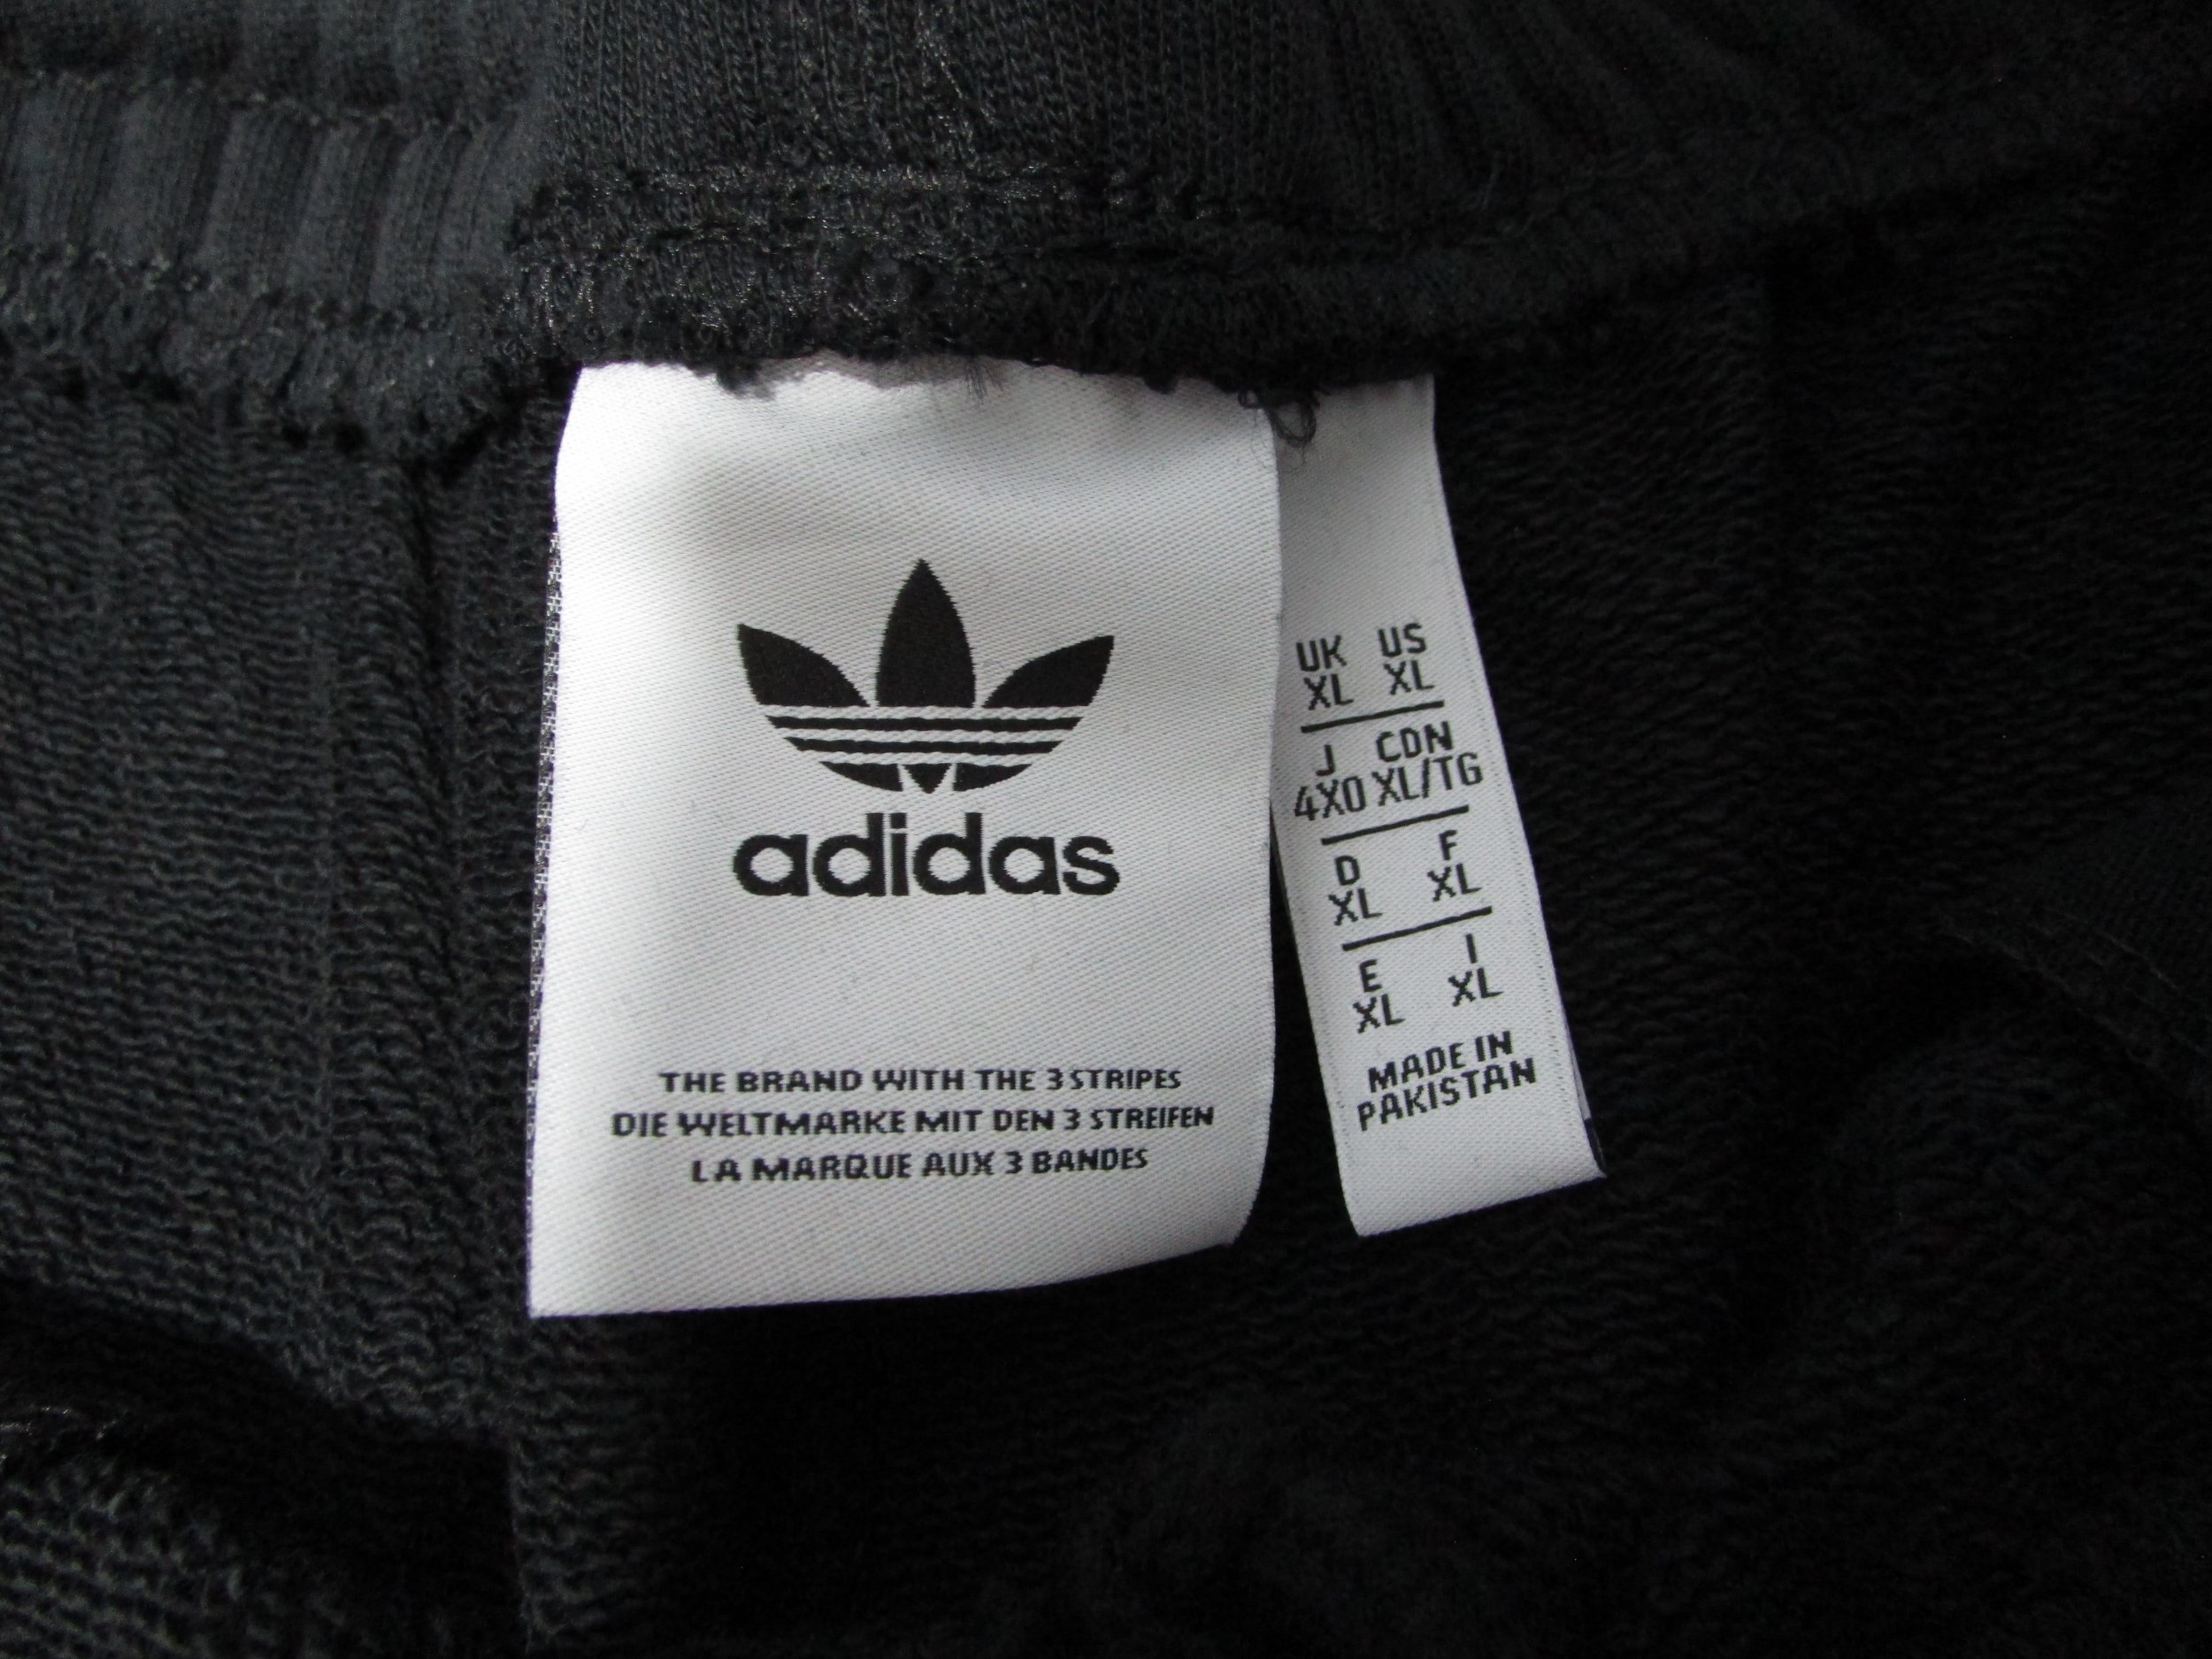 adidas
THE BRAND WITH THE 3 STRIPES
DIE WELTMARKE MIT DEN 3 STREIFEN
LA MARQUE AUX 3 BANDES
UK US
XL XL
J CDN
4XO XL/TG
D F
XL XL
E I
XL XL
MADE IN
PAKISTAN